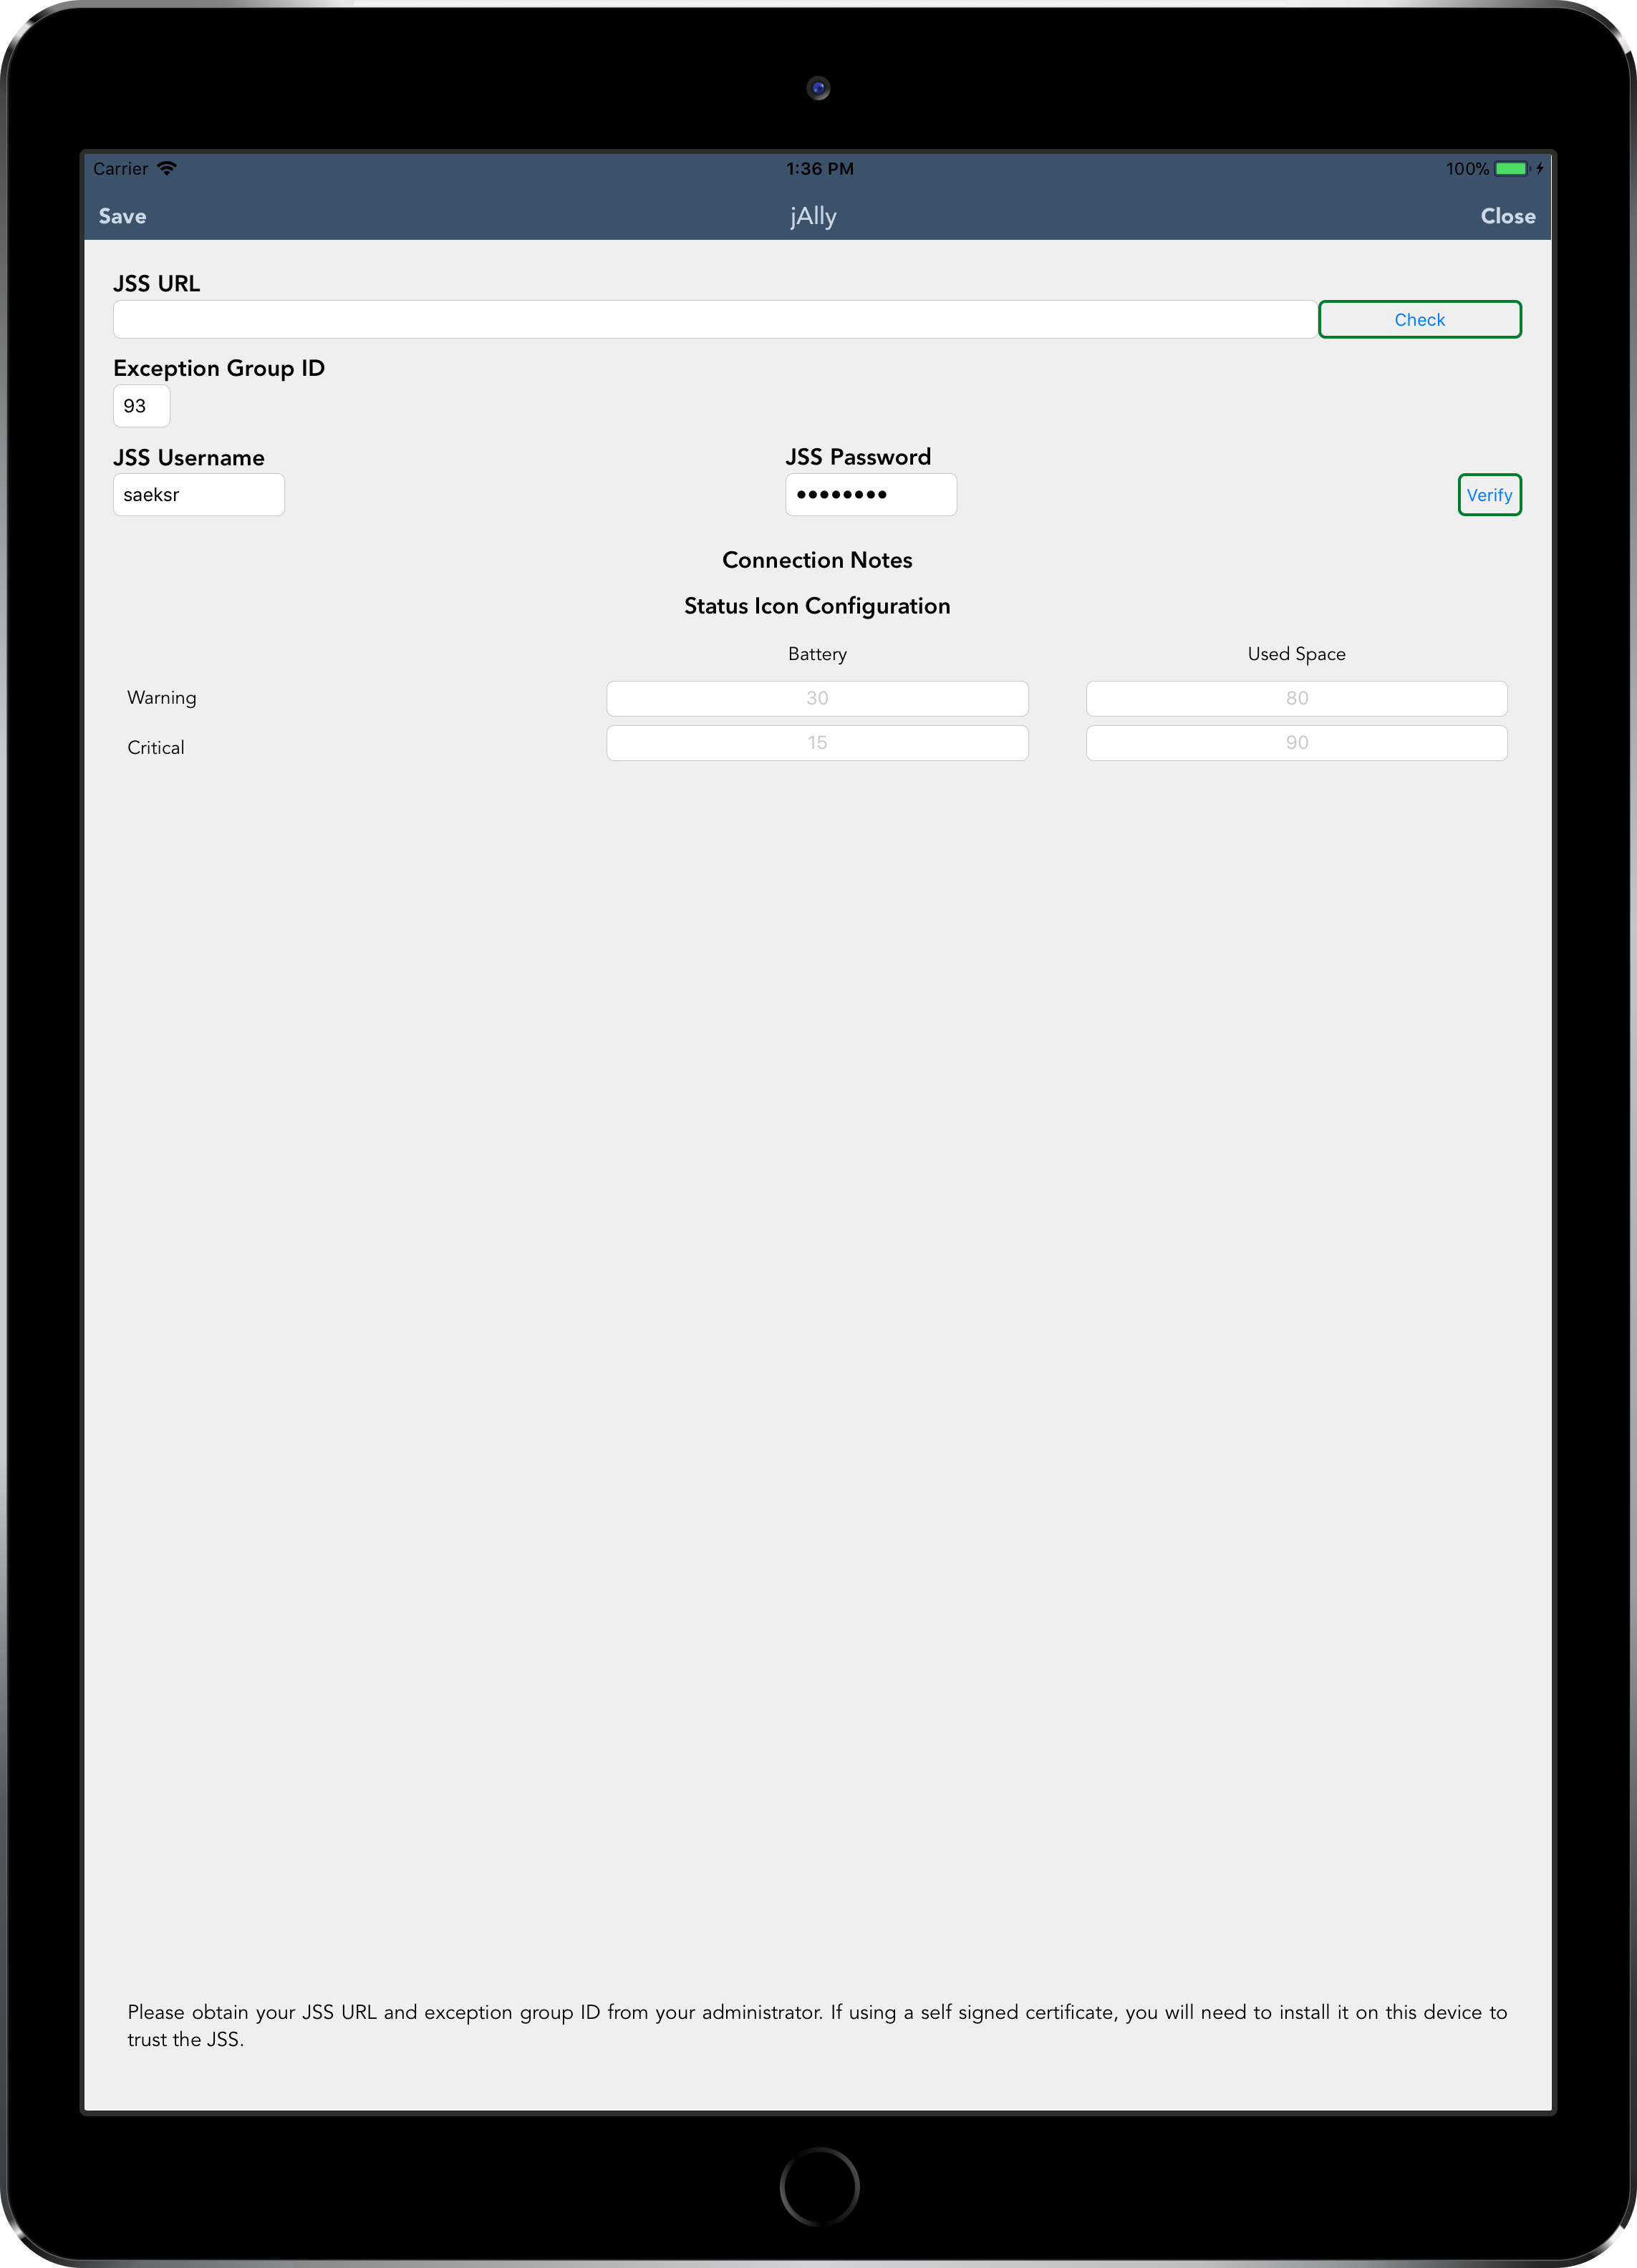 Carrier 1:36 PM 100%
Save jAlly Close
JSS URL
Check
Exception Group ID
93
JSS Username JSS Password
saeksr •••••••• Verify
Connection Notes
Status Icon Configuration
Battery Used Space
Warning 30 80
Critical 15 90
Please obtain your JSS URL and exception group ID from your administrator. If using a self signed certificate, you will need to install it on this device to
trust the JSS.